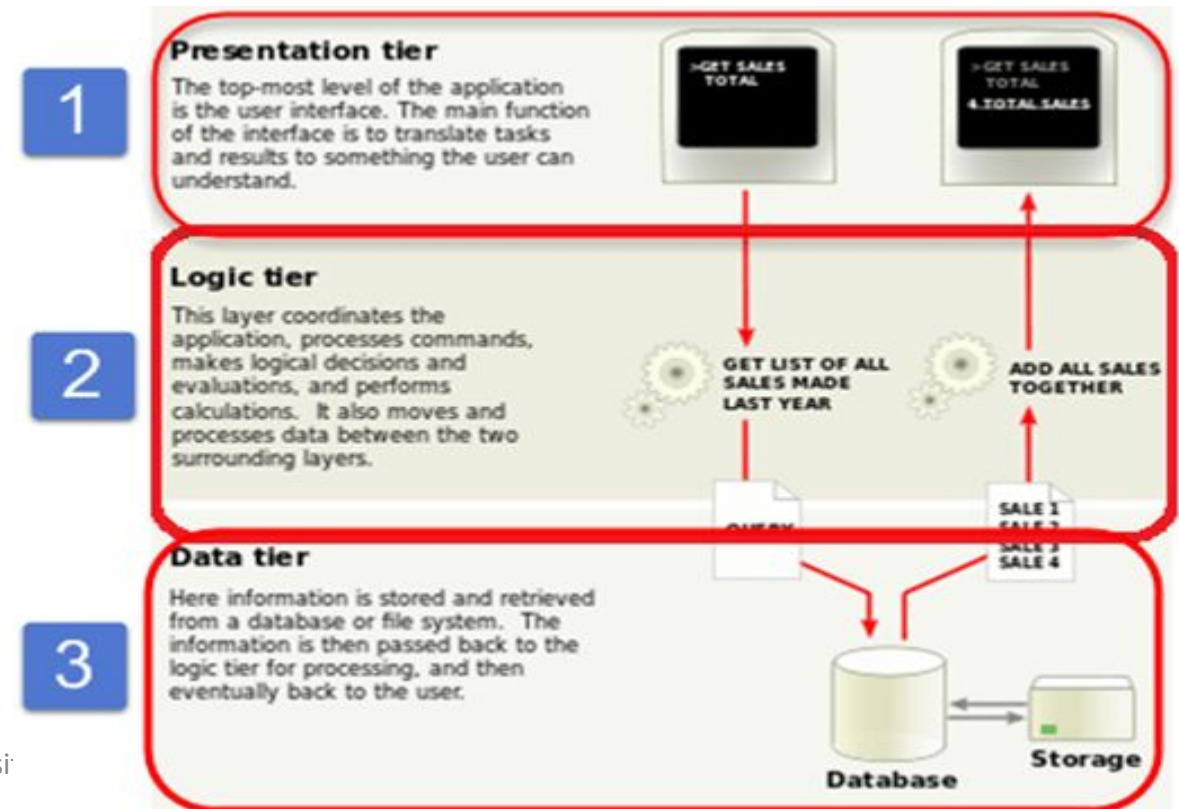 1
Presentation tier
The top-most level of the application
is the user interface. The main function
of the interface is to translate tasks
and results to something the user can
understand.
>GET SALES
TOTAL
>GET SALES
TOTAL
4 TOTAL SALES
2
Logic tier
This layer coordinates the
application, processes commands,
makes logical decisions and
evaluations, and performs
calculations. It also moves and
processes data between the two
surrounding layers.
GET LIST OF ALL
SALES MADE
LAST YEAR
ADD ALL SALES
TOGETHER
QUERY
SALE 1
SALE 2
SALE 3
SALE 4
3
Data tier
Here information is stored and retrieved
from a database or file system. The
information is then passed back to the
logic tier for processing, and then
eventually back to the user.
Database
Storage